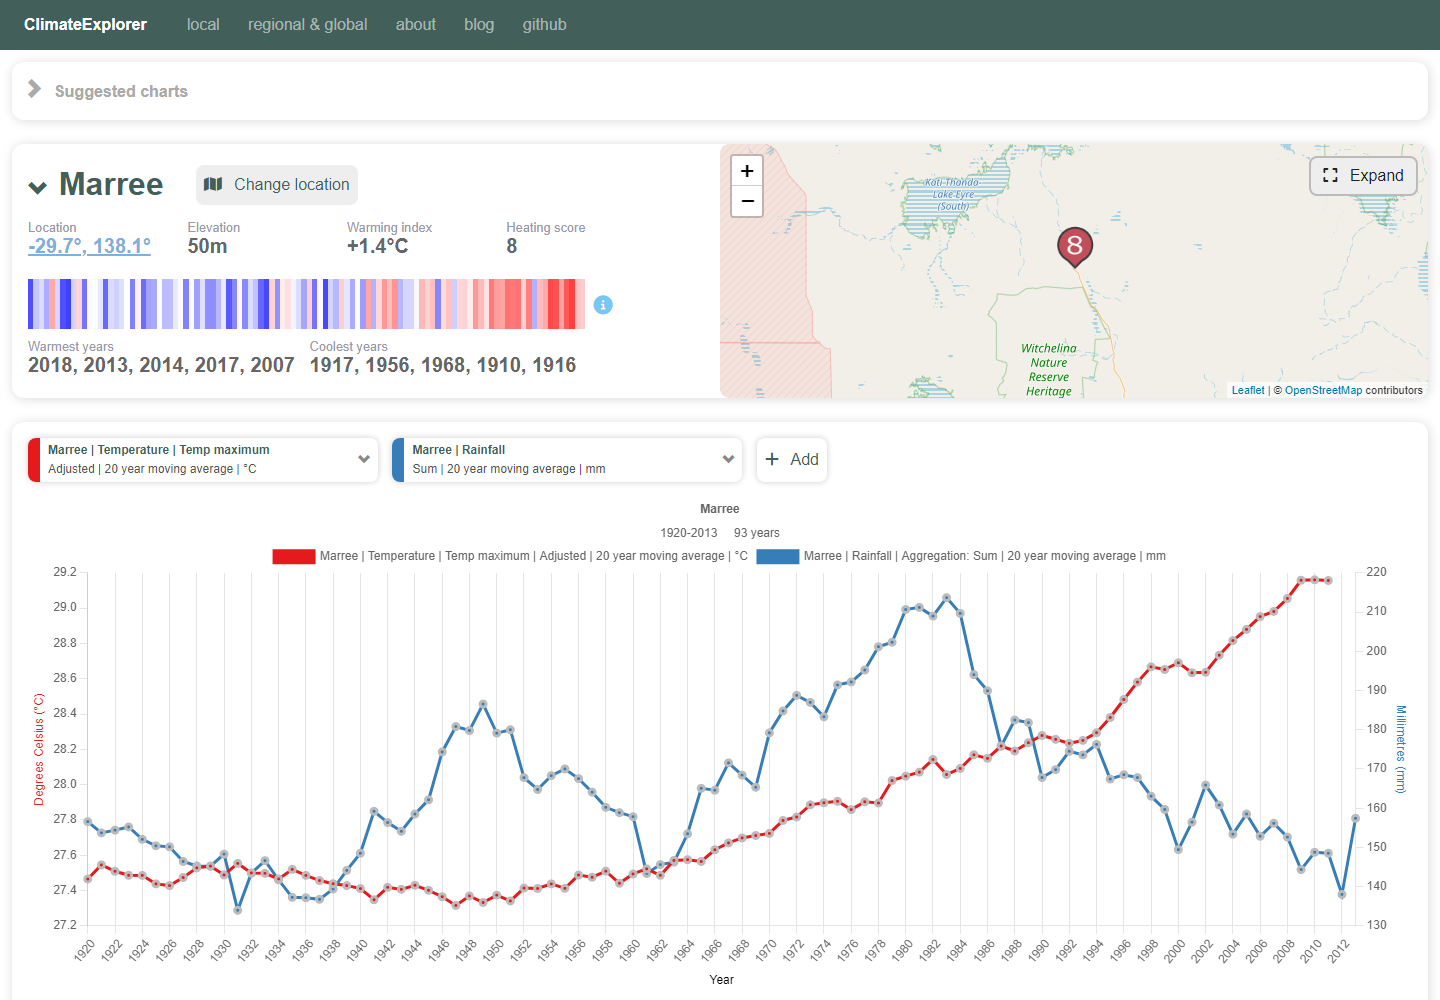 ClimateExplorer local regional & global about blog github
Suggested charts
Marree Change location
Location Elevation Warming index Heating score
-29.7°, 138.1° 50m +1.4°C 8
Warmest years Coolest years
2018, 2013, 2014, 2017, 2007 1917, 1956, 1968, 1910, 1916
+
−
Expand
Kati-Thanda-
Lake-Eyre
(South)
8
Witchelina
Nature
Reserve
Heritage
Leaflet | © OpenStreetMap contributors
Marree | Temperature | Temp maximum
Adjusted | 20 year moving average | °C
Marree | Rainfall
Sum | 20 year moving average | mm
+ Add
Marree
1920-2013 93 years
Marree | Temperature | Temp maximum | Adjusted | 20 year moving average | °C
Marree | Rainfall | Aggregation: Sum | 20 year moving average | mm
29.2
29.0
28.8
28.6
28.4
28.2
28.0
27.8
27.6
27.4
27.2
Degrees Celsius (°C)
220
210
200
190
180
170
160
150
140
130
Millimetres (mm)
1920 1922 1924 1926 1928 1930 1932 1934 1936 1938 1940 1942 1944 1946 1948 1950 1952 1954 1956 1958 1960 1962 1964 1966 1968 1970 1972 1974 1976 1978 1980 1982 1984 1986 1988 1990 1992 1994 1996 1998 2000 2002 2004 2006 2008 2010 2012
Year